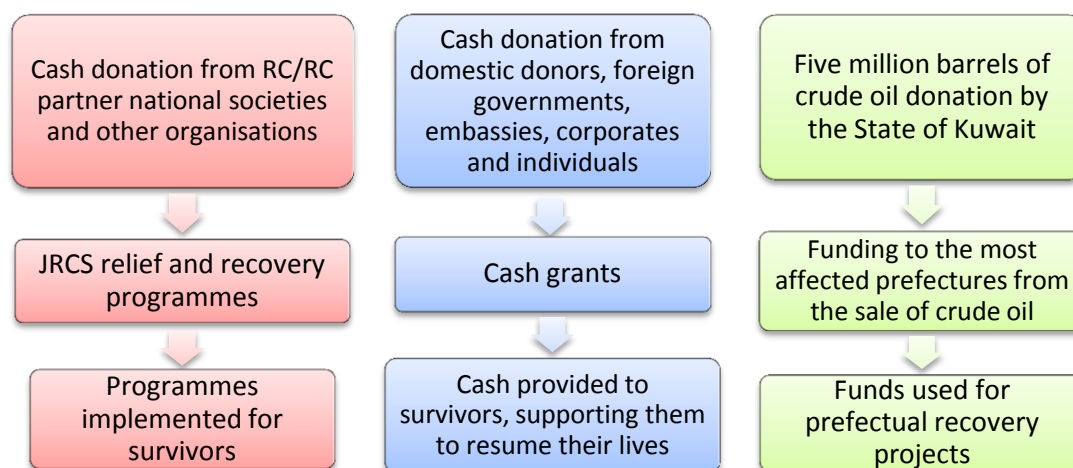 Cash donation from RC/RC
partner national societies
and other organisations
JRCS relief and recovery
programmes
Programmes
implemented for
survivors
Cash donation from
domestic donors, foreign
governments,
embassies, corporates
and individuals
Cash grants
Cash provided to
survivors, supporting them
to resume their lives
Five million barrels of
crude oil donation by
the State of Kuwait
Funding to the most
affected prefectures from
the sale of crude oil
Funds used for
prefectual recovery
projects